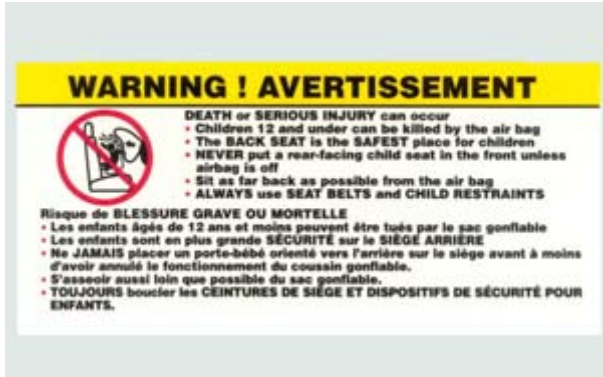 WARNING ! AVERTISSEMENT
DEATH or SERIOUS INJURY can occur
• Children 12 and under can be killed by the air bag
• The BACK SEAT is the SAFEST place for children
• NEVER put a rear-facing child seat in the front unless
airbag is off
• Sit as far back as possible from the air bag
• ALWAYS use SEAT BELTS and CHILD RESTRAINTS
Risque de BLESSURE GRAVE OU MORTELLE
• Les enfants âgés de 12 ans et moins peuvent être tués par le sac gonflable
• Les enfants sont en plus grande SÉCURITÉ sur le SIÈGE ARRIÈRE
• Ne JAMAIS placer un porte-bébé orienté vers l'arrière sur le siège avant à moins
d'avoir annulé le fonctionnement du coussin gonflable.
• S'asseoir aussi loin que possible du sac gonflable.
• TOUJOURS boucler les CEINTURES DE SIÈGE ET DISPOSITIFS DE SÉCURITÉ POUR
ENFANTS.